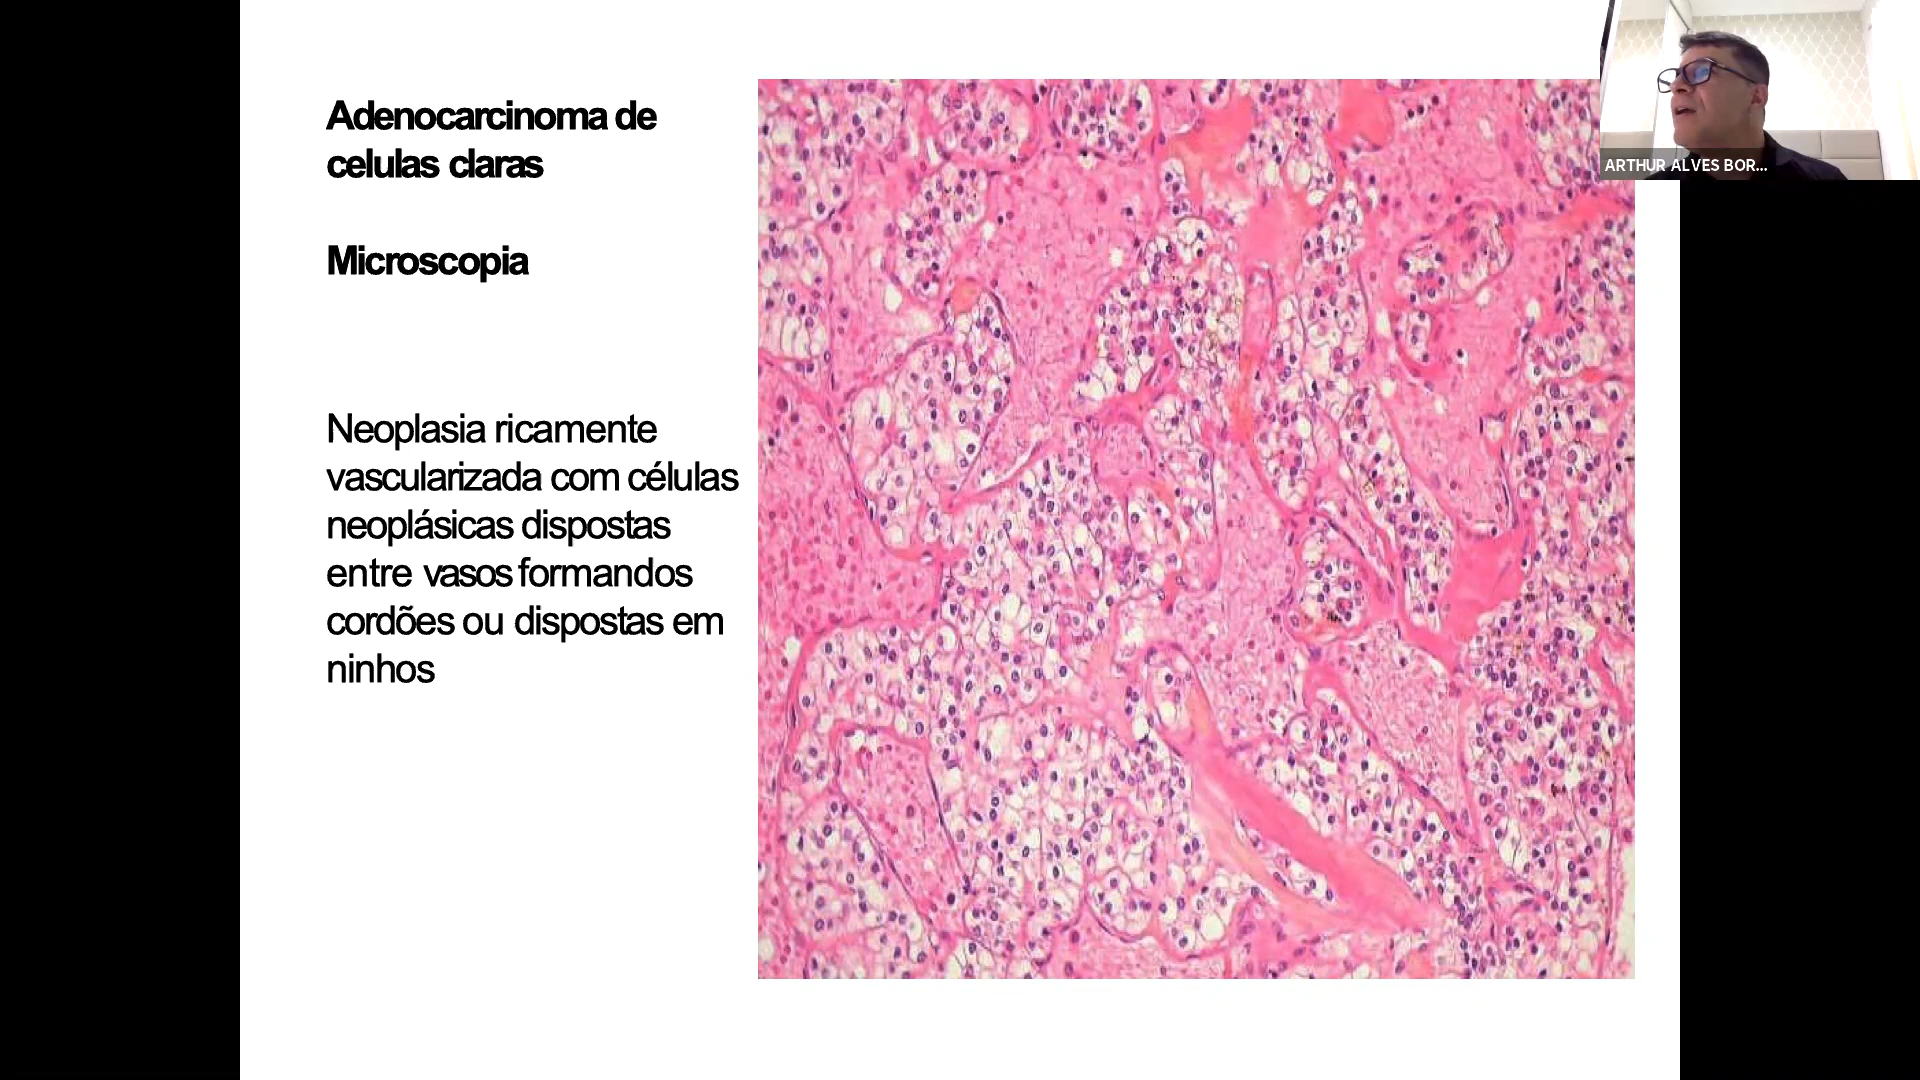 Adenocarcinoma de
celulas claras
Microscopia
Neoplasia ricamente
vascularizada com células
neoplásicas dispostas
entre vasos formandos
cordões ou dispostas em
ninhos
ARTHUR ALVES BOR...